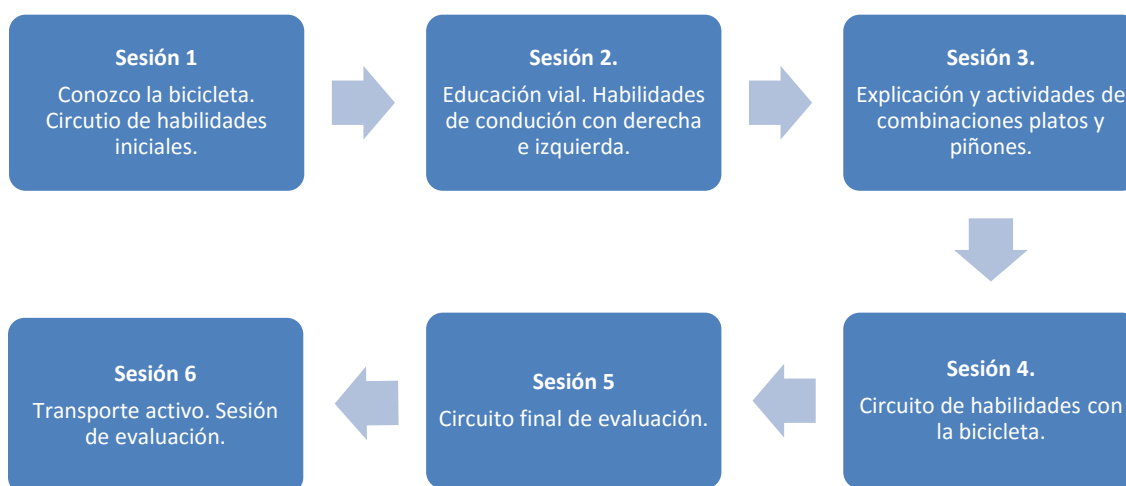 Sesión 1
Conozco la bicicleta.
Circutio de habilidades
iniciales.
Sesión 2.
Educación vial. Habilidades
de condución con derecha
e izquierda.
Sesión 3.
Explicación y actividades de
combinaciones platos y
piñones.
Sesión 4.
Circuito de habilidades con
la bicicleta.
Sesión 5
Circuito final de evaluación.
Sesión 6
Transporte activo. Sesión
de evaluación.